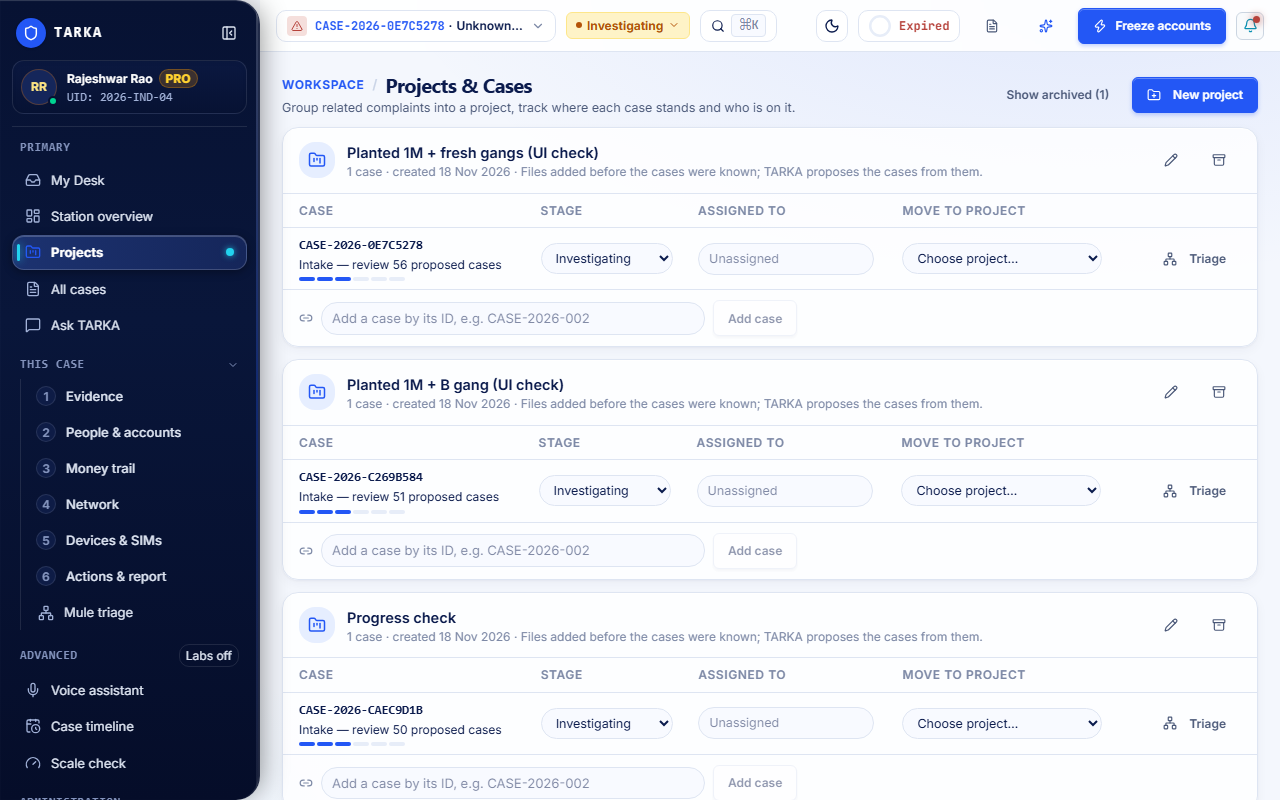 TARKA
RR
Rajeshwar Rao PRO
UID: 2026-IND-04
PRIMARY
My Desk
Station overview
Projects
All cases
Ask TARKA
THIS CASE
1 Evidence
2 People & accounts
3 Money trail
4 Network
5 Devices & SIMs
6 Actions & report
Mule triage
ADVANCED Labs off
Voice assistant
Case timeline
Scale check
CASE-2026-0E7C5278 · Unknown...
Investigating
⌘K
Expired
Freeze accounts
WORKSPACE / Projects & Cases
Group related complaints into a project, track where each case stands and who is on it.
Show archived (1)
New project
Planted 1M + fresh gangs (UI check)
1 case · created 18 Nov 2026 · Files added before the cases were known; TARKA proposes the cases from them.
CASE STAGE ASSIGNED TO MOVE TO PROJECT
CASE-2026-0E7C5278
Intake — review 56 proposed cases
Investigating Unassigned Choose project... Triage
Add a case by its ID, e.g. CASE-2026-002 Add case
Planted 1M + B gang (UI check)
1 case · created 18 Nov 2026 · Files added before the cases were known; TARKA proposes the cases from them.
CASE STAGE ASSIGNED TO MOVE TO PROJECT
CASE-2026-C269B584
Intake — review 51 proposed cases
Investigating Unassigned Choose project... Triage
Add a case by its ID, e.g. CASE-2026-002 Add case
Progress check
1 case · created 18 Nov 2026 · Files added before the cases were known; TARKA proposes the cases from them.
CASE STAGE ASSIGNED TO MOVE TO PROJECT
CASE-2026-CAEC9D1B
Intake — review 50 proposed cases
Investigating Unassigned Choose project... Triage
Add a case by its ID, e.g. CASE-2026-002 Add case